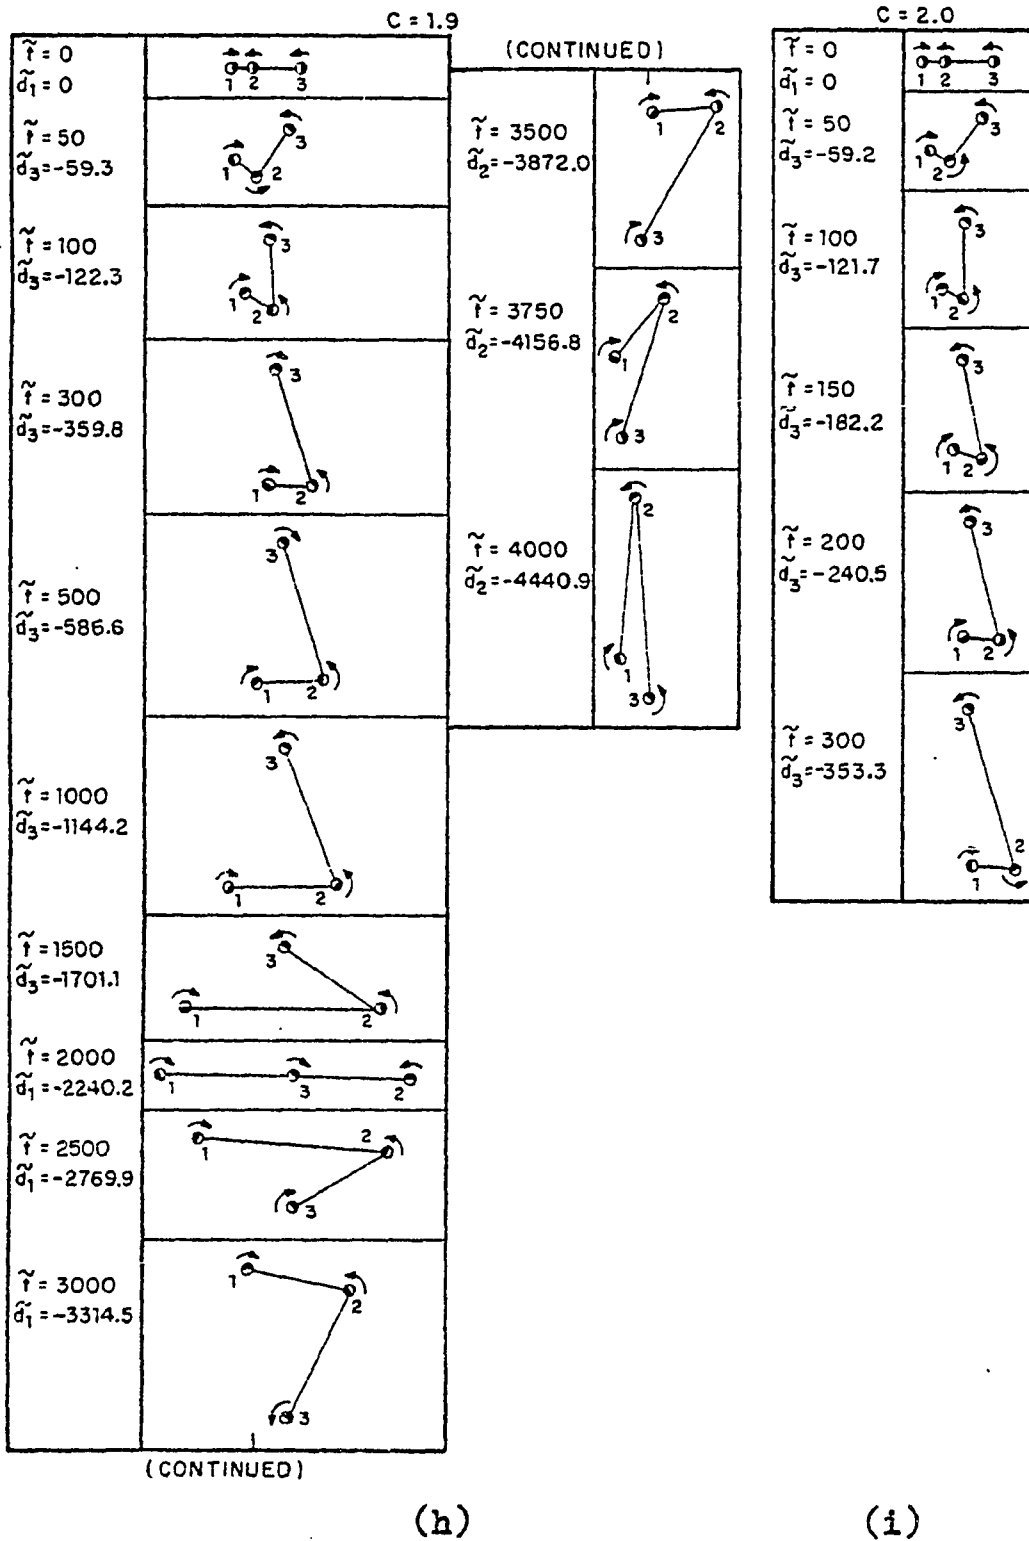 C = 1.9
t̃ = 0
d̃₁ = 0
1 2 3
t̃ = 50
d̃₃ = -59.3
1 2 3
t̃ = 100
d̃₃ = -122.3
1 2 3
t̃ = 300
d̃₃ = -359.8
1 2 3
t̃ = 500
d̃₃ = -586.6
1 2 3
t̃ = 1000
d̃₃ = -1144.2
1 2 3
t̃ = 1500
d̃₃ = -1701.1
1 2 3
t̃ = 2000
d̃₁ = -2240.2
1 3 2
t̃ = 2500
d̃₁ = -2769.9
1 2 3
t̃ = 3000
d̃₁ = -3314.5
1 2 3
(CONTINUED)
(CONTINUED)
t̃ = 3500
d̃₂ = -3872.0
1 2 3
t̃ = 3750
d̃₂ = -4156.8
2 1 3
t̃ = 4000
d̃₂ = -4440.9
2 1 3
(h)
C = 2.0
t̃ = 0
d̃₁ = 0
1 2 3
t̃ = 50
d̃₃ = -59.2
1 2 3
t̃ = 100
d̃₃ = -121.7
1 2 3
t̃ = 150
d̃₃ = -182.2
1 2 3
t̃ = 200
d̃₃ = -240.5
1 2 3
t̃ = 300
d̃₃ = -353.3
3 2 1
(i)